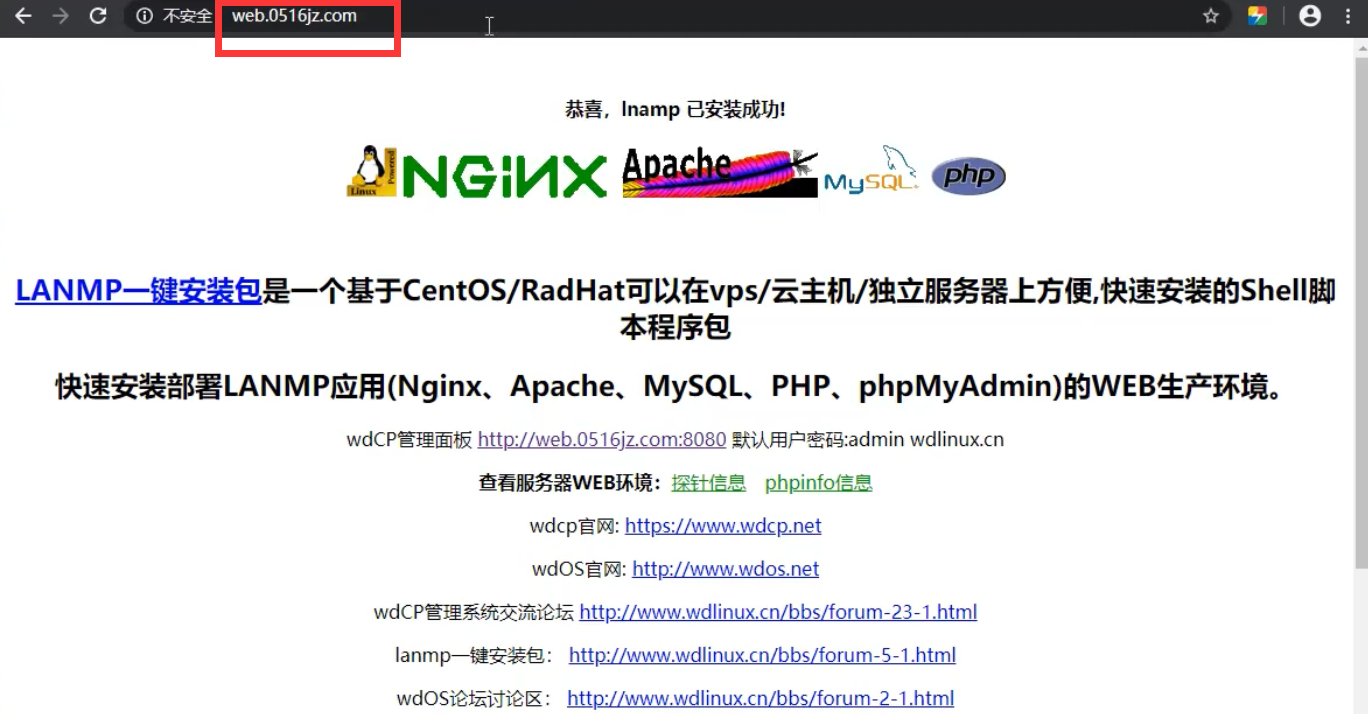 不安全 web.0516jz.com
恭喜，lnamp 已安装成功!
Linux Powered NGiNX Apache MySQL. php
LANMP一键安装包是一个基于CentOS/RadHat可以在vps/云主机/独立服务器上方便,快速安装的Shell脚
本程序包
快速安装部署LANMP应用(Nginx、Apache、MySQL、PHP、phpMyAdmin)的WEB生产环境。
wdCP管理面板 http://web.0516jz.com:8080 默认用户密码:admin wdlinux.cn
查看服务器WEB环境：探针信息 phpinfo信息
wdcp官网: https://www.wdcp.net
wdOS官网: http://www.wdos.net
wdCP管理系统交流论坛 http://www.wdlinux.cn/bbs/forum-23-1.html
lanmp一键安装包： http://www.wdlinux.cn/bbs/forum-5-1.html
wdOS论坛讨论区： http://www.wdlinux.cn/bbs/forum-2-1.html